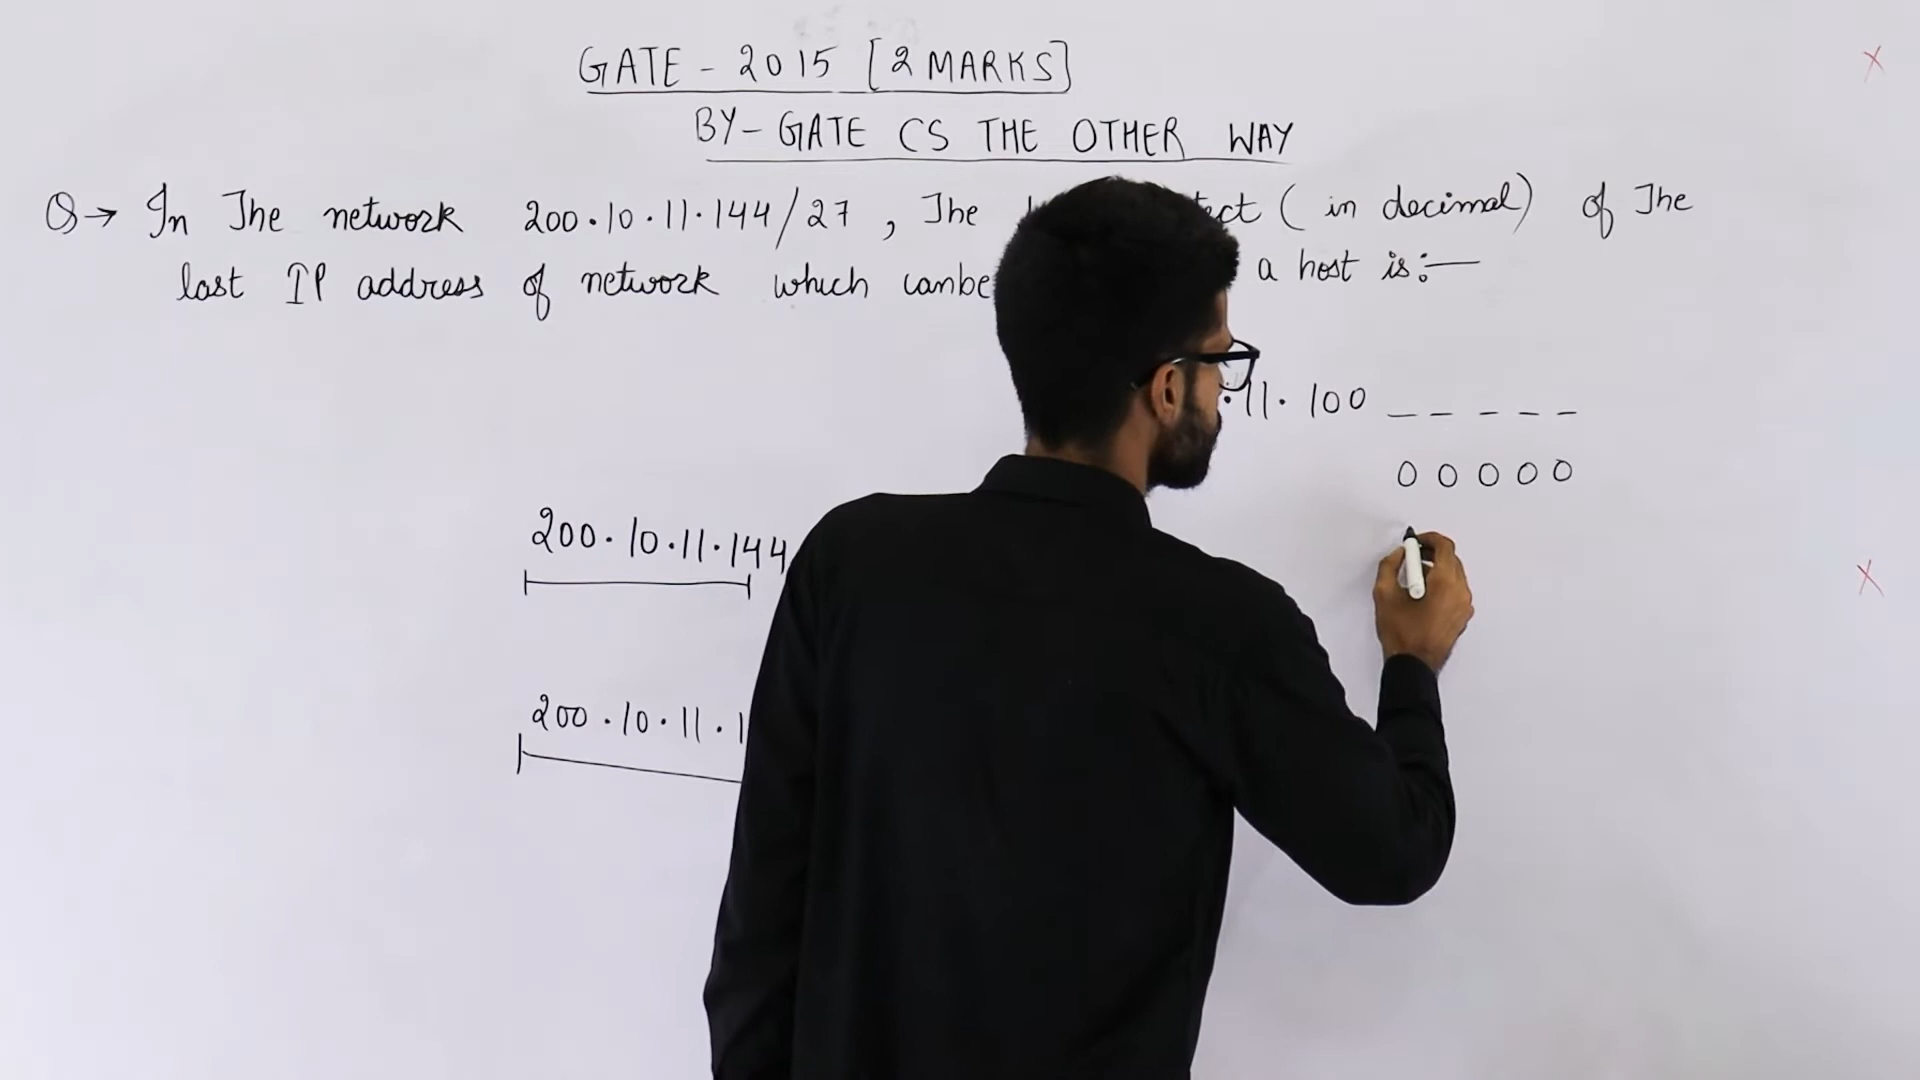 GATE - 2015 [2 MARKS]
BY - GATE CS THE OTHER WAY
Q→ In The network 200.10.11.144/27, The (in decimal) of The
last IP address of network which canbe a host is:—
.11.100 _ _ _ _ _
0 0 0 0 0
200.10.11.144
200.10.11.1
X
X